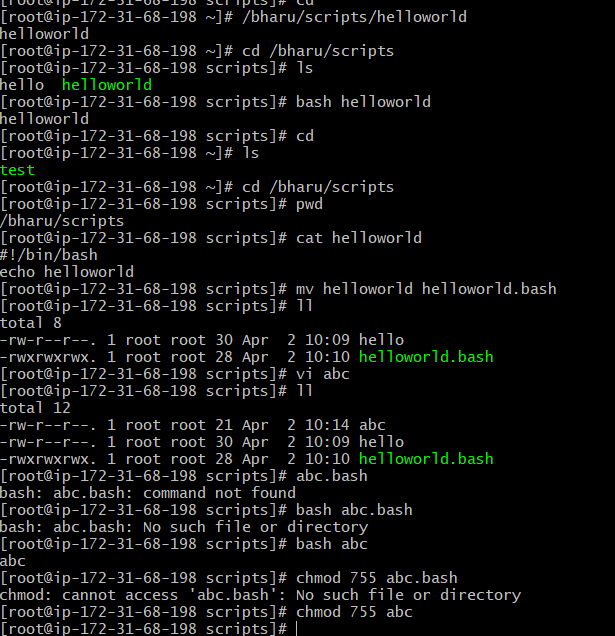 [root@ip-172-31-68-198 scripts]# cd
[root@ip-172-31-68-198 ~]# /bharu/scripts/helloworld
helloworld
[root@ip-172-31-68-198 ~]# cd /bharu/scripts
[root@ip-172-31-68-198 scripts]# ls
hello  helloworld
[root@ip-172-31-68-198 scripts]# bash helloworld
helloworld
[root@ip-172-31-68-198 scripts]# cd
[root@ip-172-31-68-198 ~]# ls
test
[root@ip-172-31-68-198 ~]# cd /bharu/scripts
[root@ip-172-31-68-198 scripts]# pwd
/bharu/scripts
[root@ip-172-31-68-198 scripts]# cat helloworld
#!/bin/bash
echo helloworld
[root@ip-172-31-68-198 scripts]# mv helloworld helloworld.bash
[root@ip-172-31-68-198 scripts]# ll
total 8
-rw-r--r--. 1 root root 30 Apr  2 10:09 hello
-rwxrwxrwx. 1 root root 28 Apr  2 10:10 helloworld.bash
[root@ip-172-31-68-198 scripts]# vi abc
[root@ip-172-31-68-198 scripts]# ll
total 12
-rw-r--r--. 1 root root 21 Apr  2 10:14 abc
-rw-r--r--. 1 root root 30 Apr  2 10:09 hello
-rwxrwxrwx. 1 root root 28 Apr  2 10:10 helloworld.bash
[root@ip-172-31-68-198 scripts]# abc.bash
bash: abc.bash: command not found
[root@ip-172-31-68-198 scripts]# bash abc.bash
bash: abc.bash: No such file or directory
[root@ip-172-31-68-198 scripts]# bash abc
abc
[root@ip-172-31-68-198 scripts]# chmod 755 abc.bash
chmod: cannot access 'abc.bash': No such file or directory
[root@ip-172-31-68-198 scripts]# chmod 755 abc
[root@ip-172-31-68-198 scripts]#